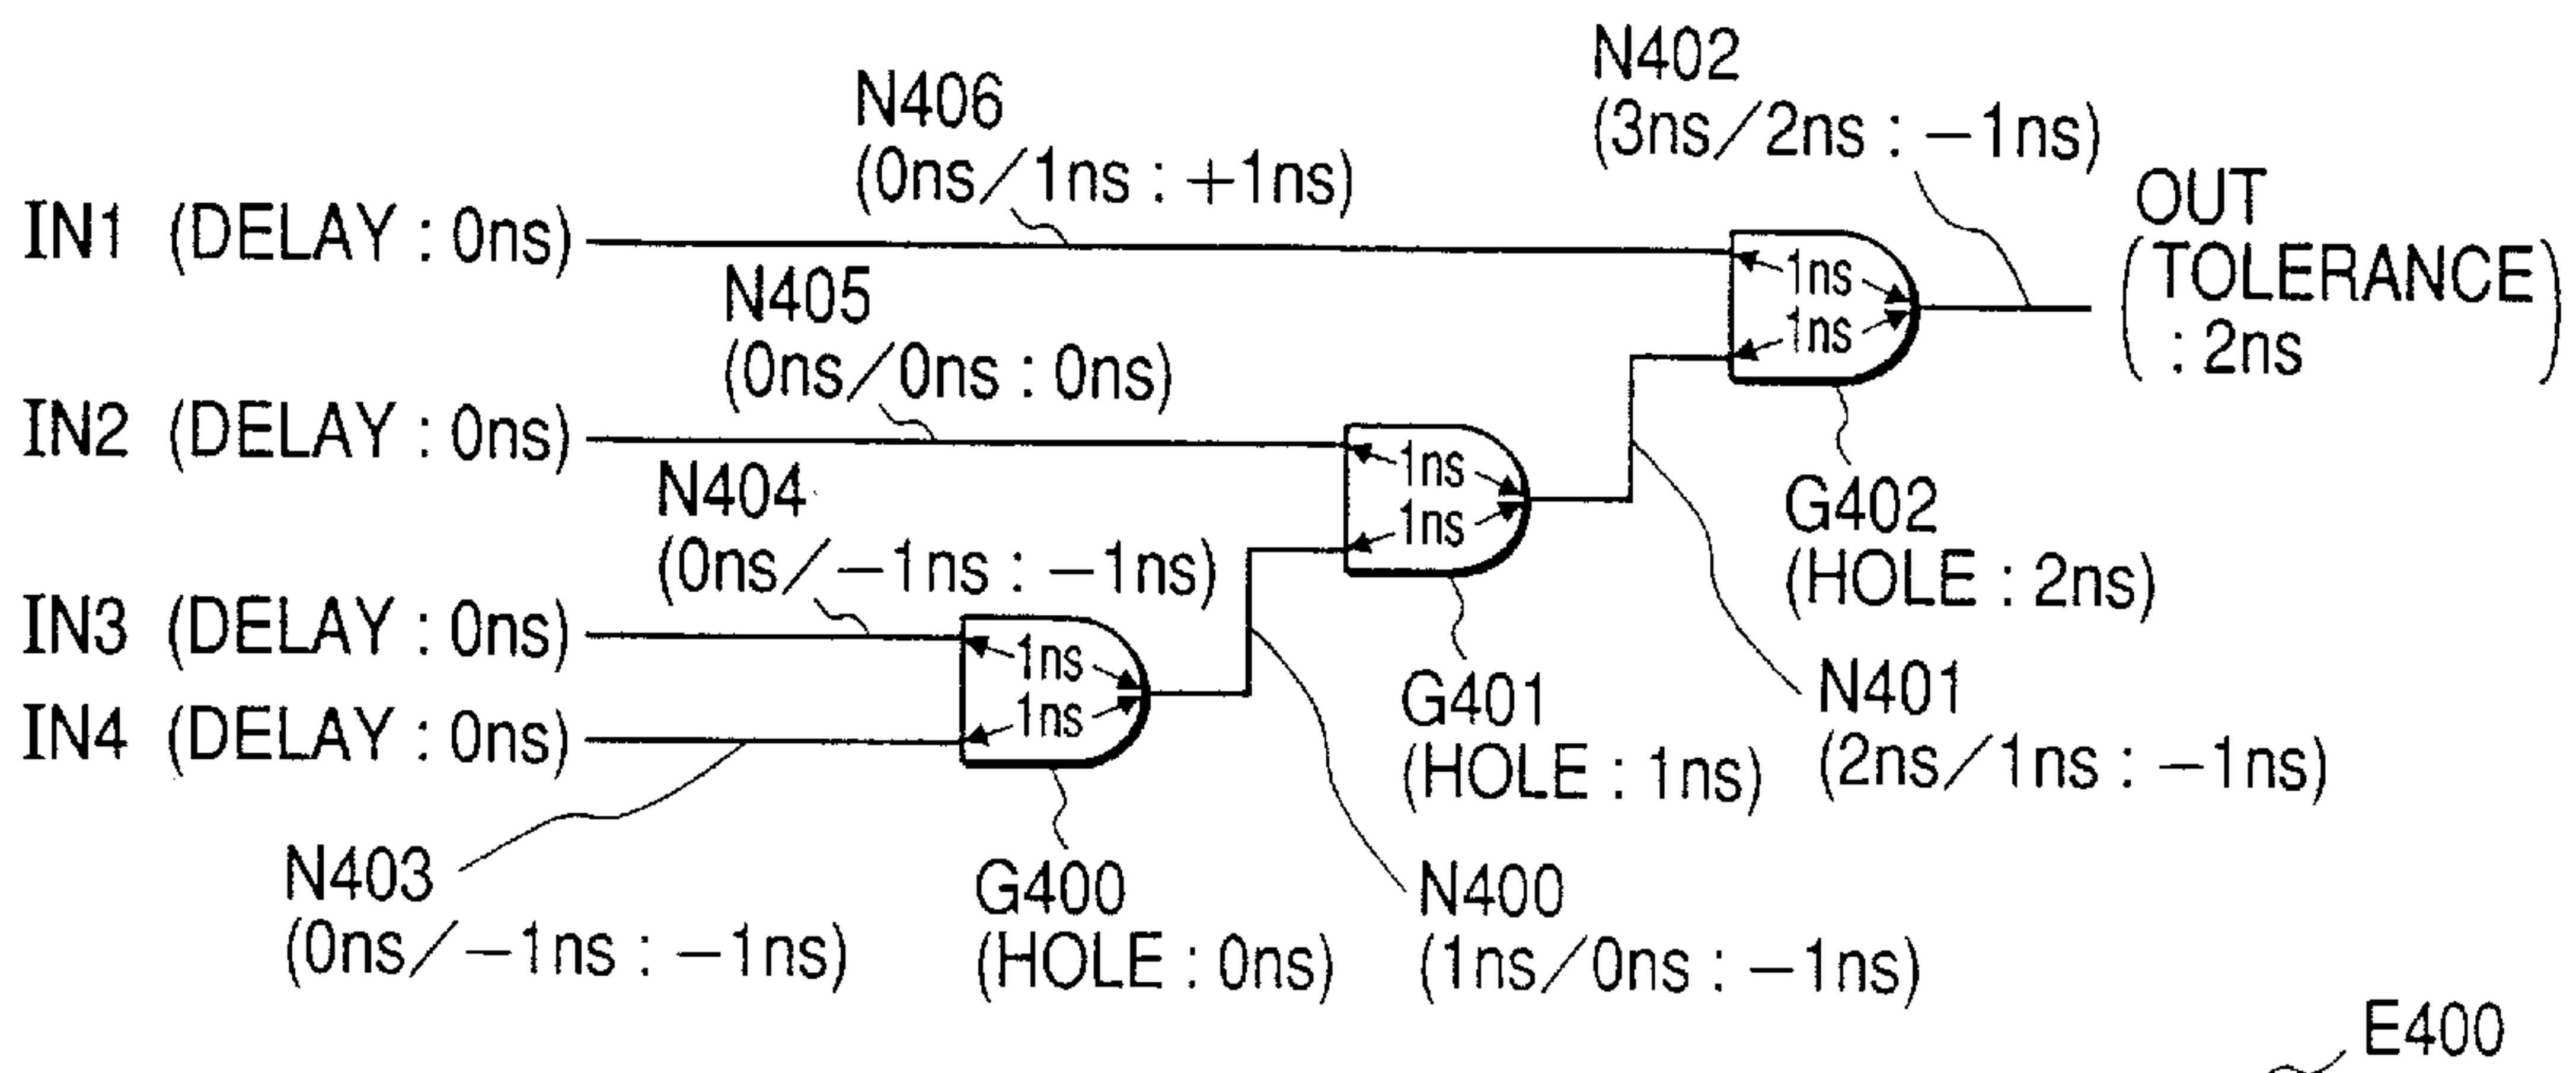 N402
(3ns/2ns : −1ns)
N406
(0ns/1ns : +1ns)
OUT
(TOLERANCE
: 2ns)
IN1 (DELAY : 0ns)
1ns
1ns
N405
(0ns/0ns : 0ns)
IN2 (DELAY : 0ns)
1ns
1ns
G402
(HOLE : 2ns)
N404
(0ns/−1ns : −1ns)
IN3 (DELAY : 0ns)
1ns
1ns
IN4 (DELAY : 0ns)
G401
(HOLE : 1ns)
N401
(2ns/1ns : −1ns)
N403
(0ns/−1ns : −1ns)
G400
(HOLE : 0ns)
N400
(1ns/0ns : −1ns)
E400